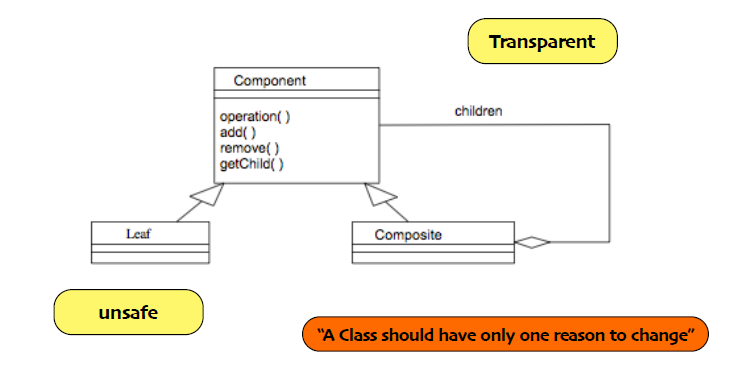 Transparent
Component
children
operation( )
add( )
remove( )
getChild( )
Leaf
Composite
unsafe
“A Class should have only one reason to change”